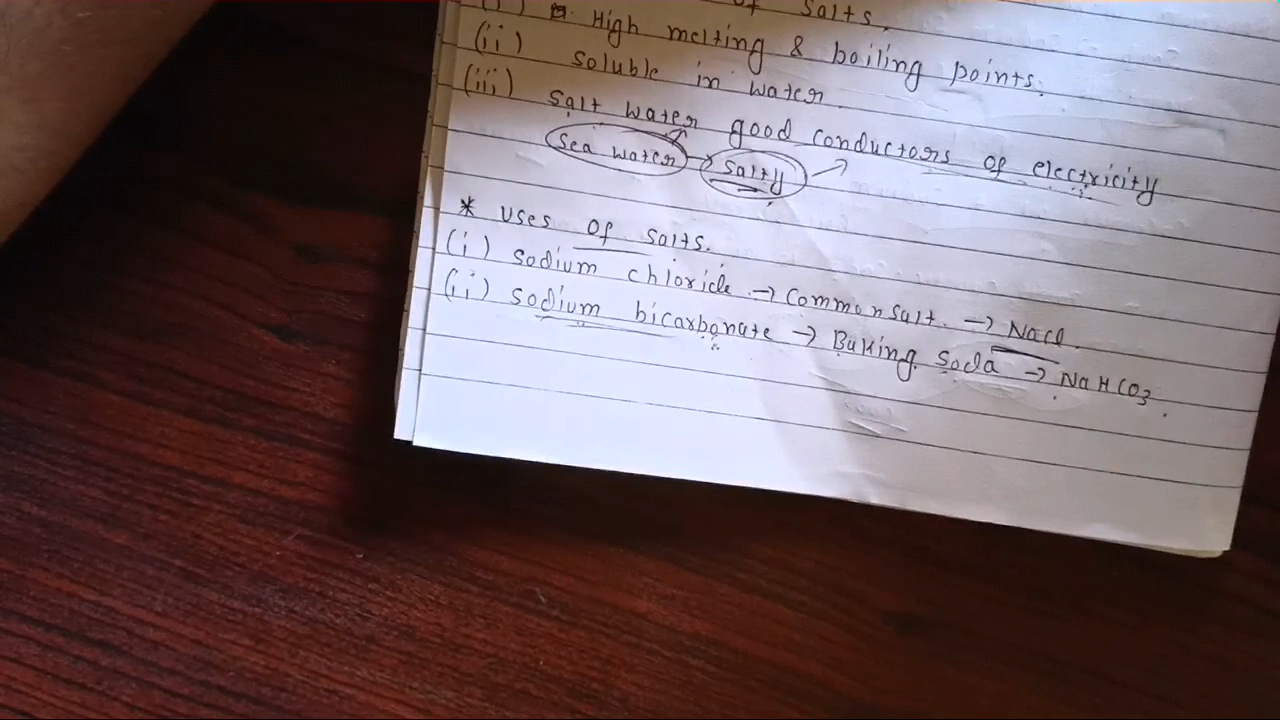 of salts.
(i) High melting & boiling points.
(ii) soluble in water.
(iii) salt water good conductors of electricity
sea water → salty
* Uses of salts.
(i) sodium chloride → Common salt. → NaCl.
(ii) sodium bicarbonate → Baking Soda → NaHCO3.